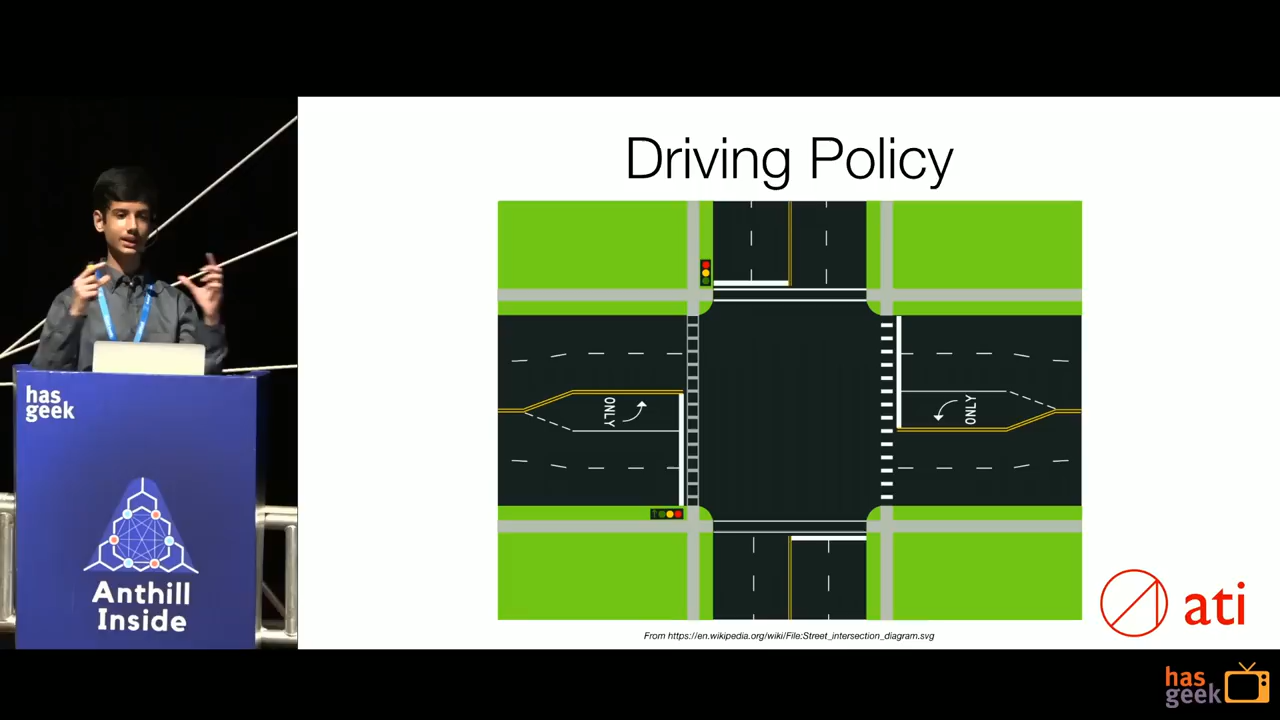 Driving Policy
ONLY
ONLY
From https://en.wikipedia.org/wiki/File:Street_intersection_diagram.svg
ati
has
geek
Anthill
Inside
has
geek